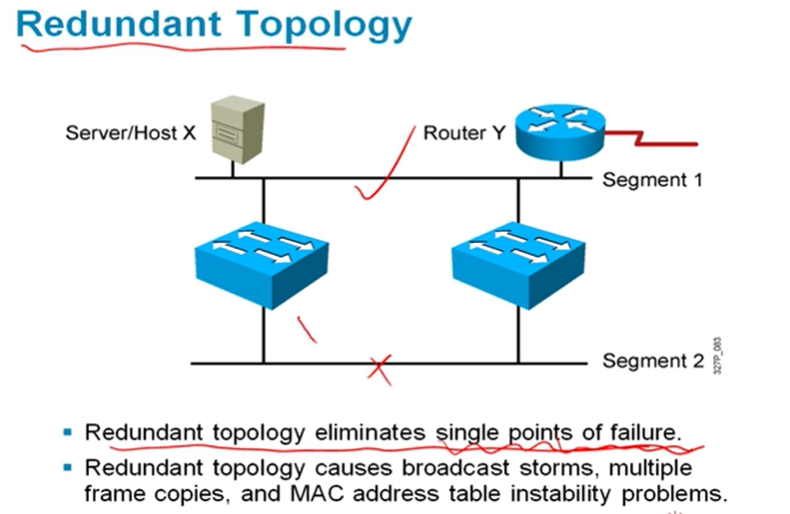 Redundant Topology
Server/Host X
Router Y
Segment 1
Segment 2
327P_083
Redundant topology eliminates single points of failure.
Redundant topology causes broadcast storms, multiple
frame copies, and MAC address table instability problems.